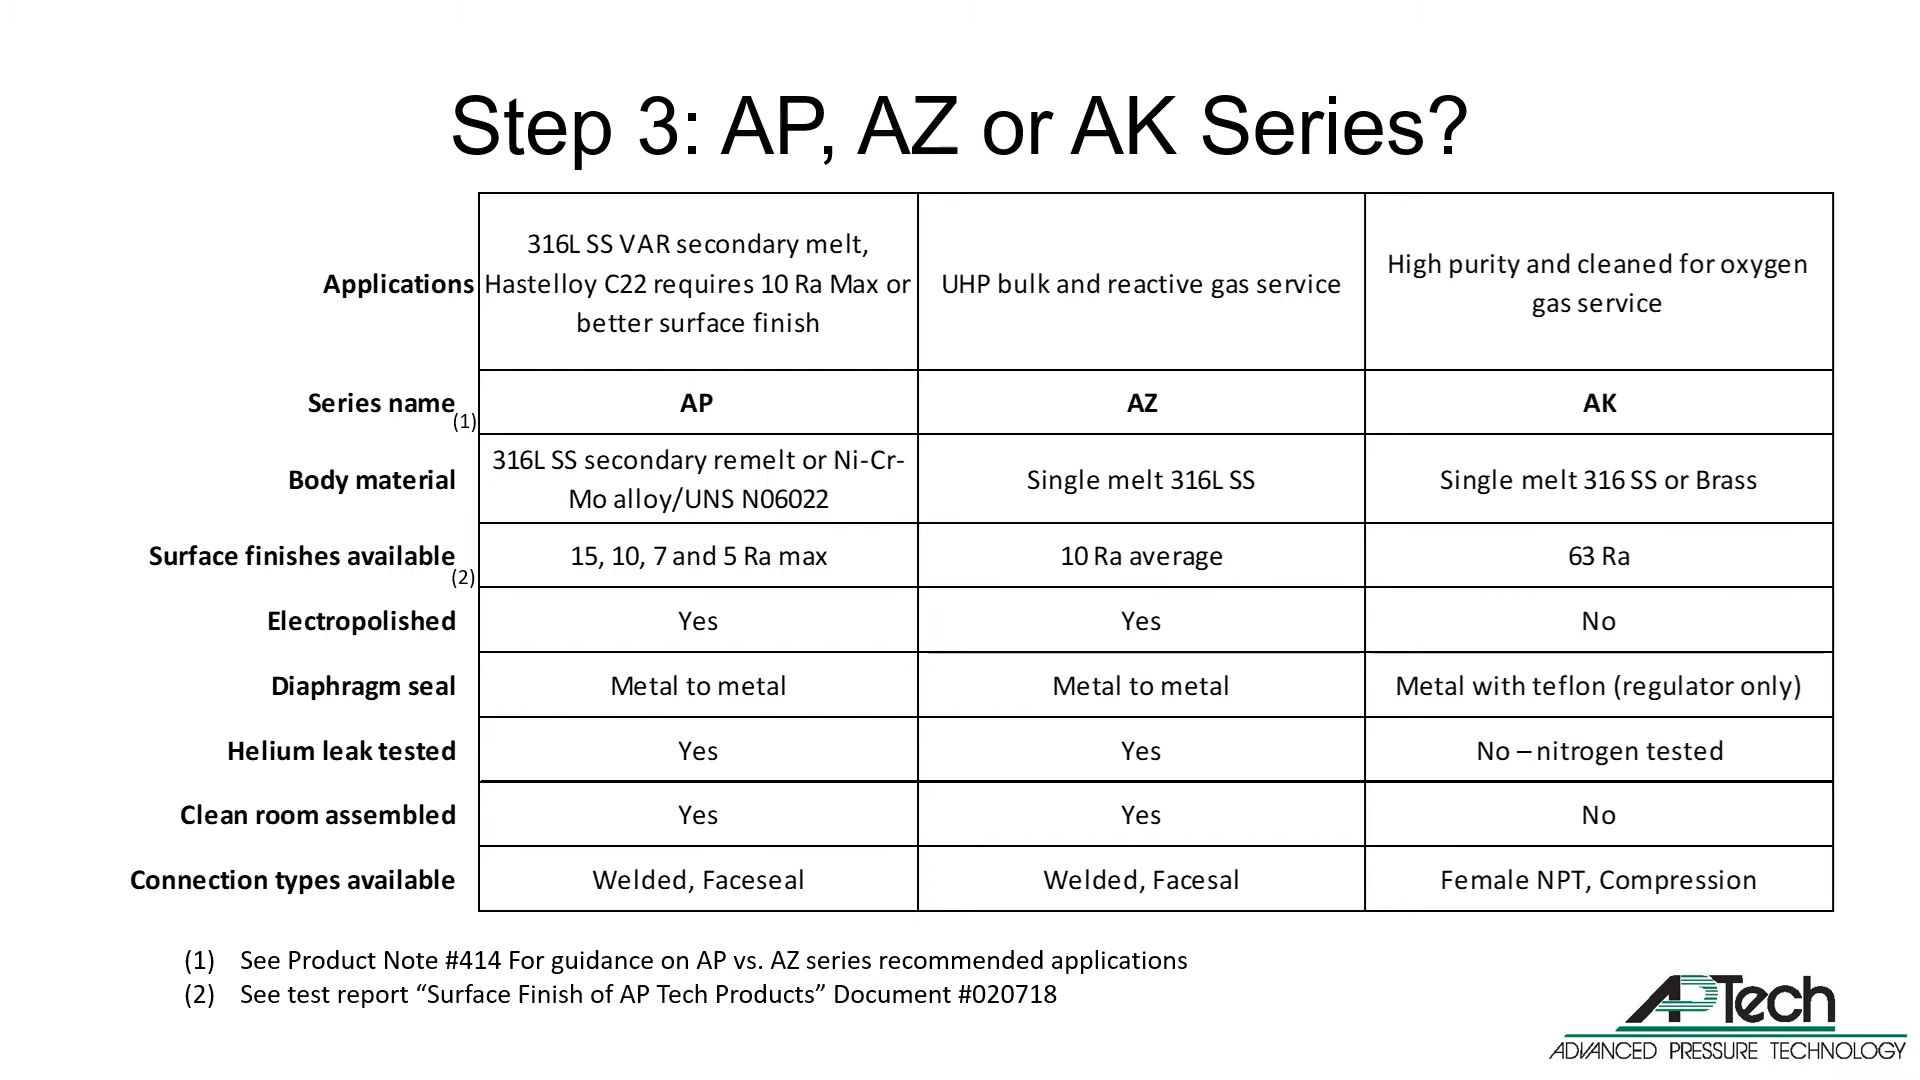 Step 3: AP, AZ or AK Series?
Applications
316L SS VAR secondary melt,
Hastelloy C22 requires 10 Ra Max or
better surface finish
UHP bulk and reactive gas service
High purity and cleaned for oxygen
gas service
Series name (1)
AP
AZ
AK
Body material
316L SS secondary remelt or Ni-Cr-
Mo alloy/UNS N06022
Single melt 316L SS
Single melt 316 SS or Brass
Surface finishes available (2)
15, 10, 7 and 5 Ra max
10 Ra average
63 Ra
Electropolished
Yes
Yes
No
Diaphragm seal
Metal to metal
Metal to metal
Metal with teflon (regulator only)
Helium leak tested
Yes
Yes
No – nitrogen tested
Clean room assembled
Yes
Yes
No
Connection types available
Welded, Faceseal
Welded, Facesal
Female NPT, Compression
(1) See Product Note #414 For guidance on AP vs. AZ series recommended applications
(2) See test report “Surface Finish of AP Tech Products” Document #020718
APTech
ADVANCED PRESSURE TECHNOLOGY